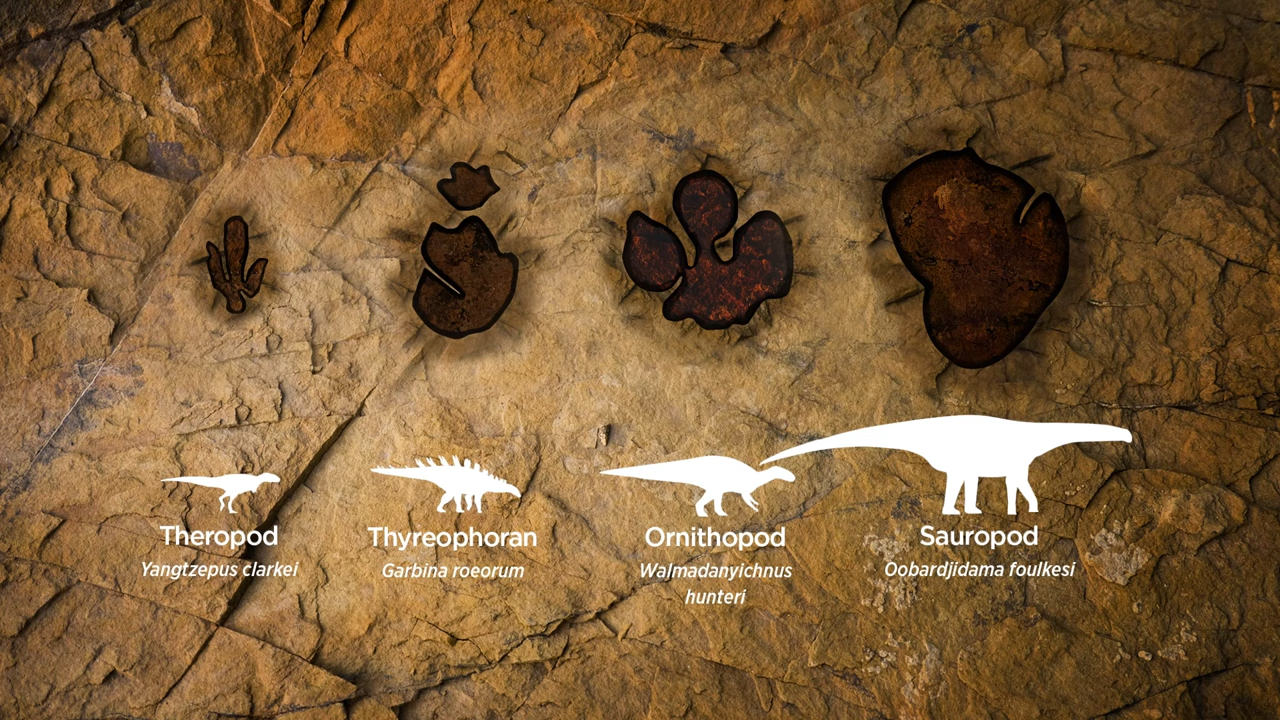 Theropod
Yangtzepus clarkei
Thyreophoran
Garbina roeorum
Ornithopod
Walmadanyichnus
hunteri
Sauropod
Oobardjidama foulkesi